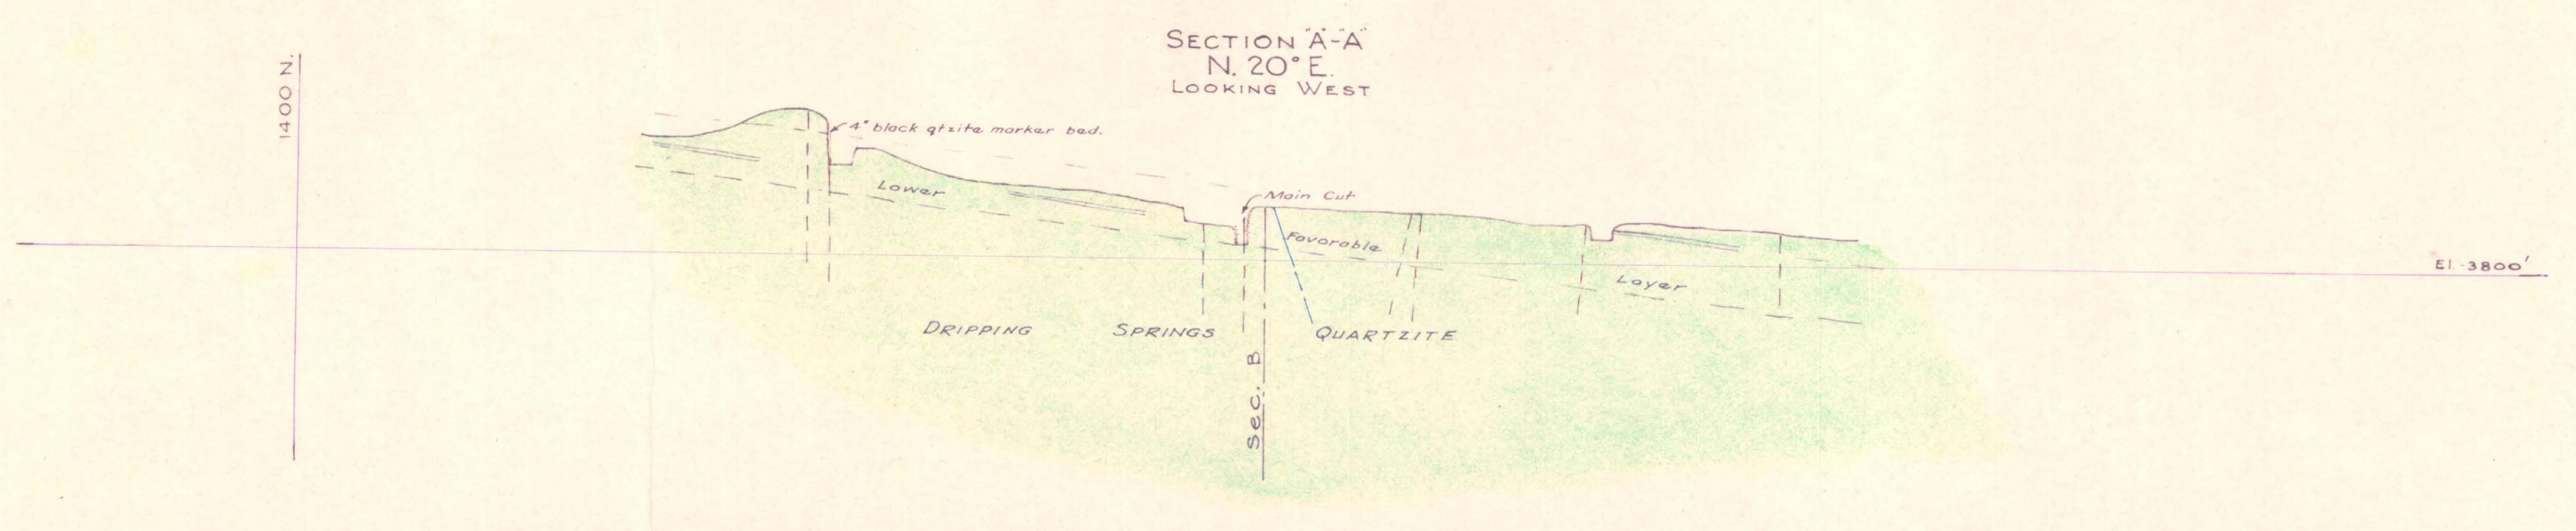 SECTION "A"-"A"
N. 20° E.
LOOKING WEST
1400 N.
4" black qtzite marker bed.
Lower
Main Cut
Favorable
Layer
El. 3800'
DRIPPING SPRINGS QUARTZITE
Sec. B